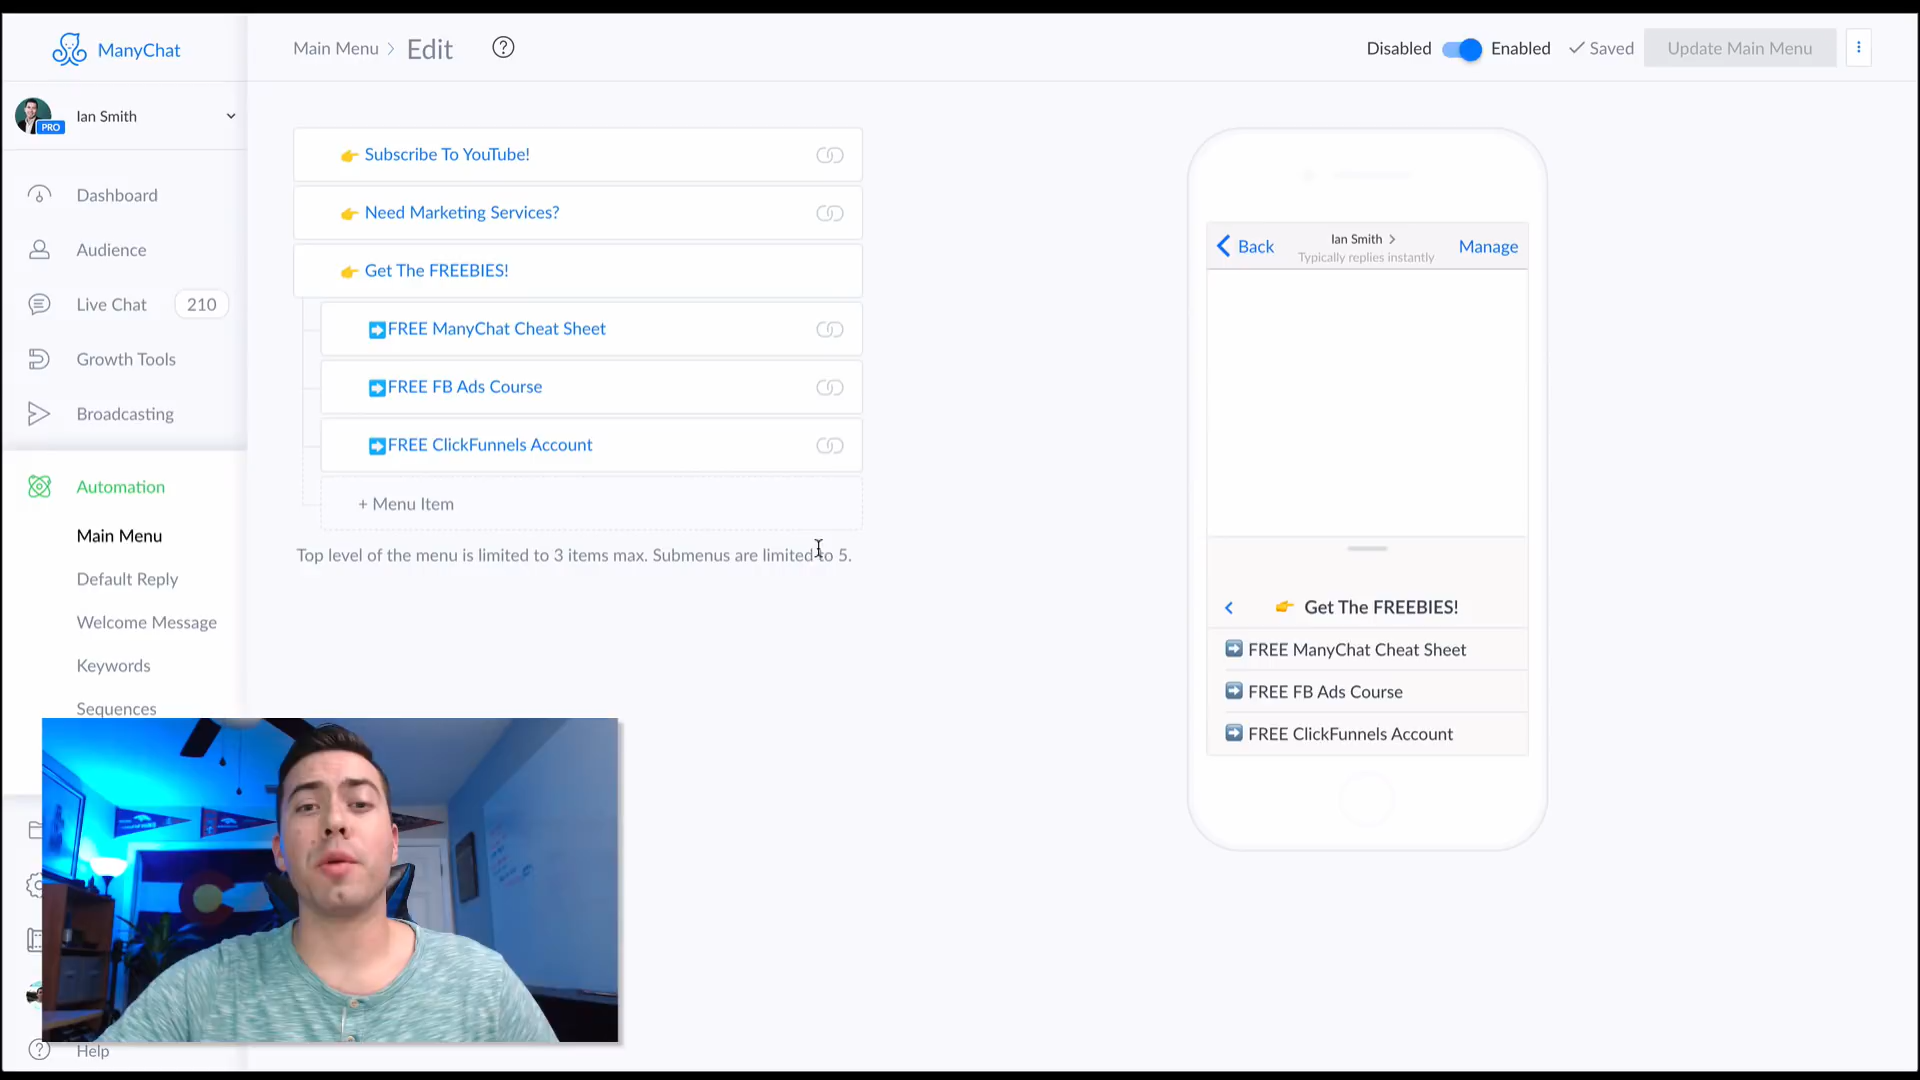 ManyChat
Main Menu > Edit
Disabled Enabled Saved Update Main Menu
PRO Ian Smith
Dashboard
Audience
Live Chat 210
Growth Tools
Broadcasting
Automation
Main Menu
Default Reply
Welcome Message
Keywords
Sequences
Help
👉 Subscribe To YouTube!
👉 Need Marketing Services?
👉 Get The FREEBIES!
➡️FREE ManyChat Cheat Sheet
➡️FREE FB Ads Course
➡️FREE ClickFunnels Account
+ Menu Item
Top level of the menu is limited to 3 items max. Submenus are limited to 5.
Back Ian Smith > Manage
Typically replies instantly
👉 Get The FREEBIES!
➡️ FREE ManyChat Cheat Sheet
➡️ FREE FB Ads Course
➡️ FREE ClickFunnels Account